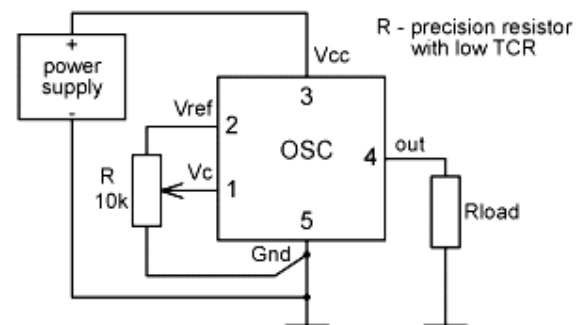 R - precision resistor
with low TCR
+
power
supply
-
Vcc
3
Vref
2
OSC
4
out
R
10k
Vc
1
5
Gnd
Rload